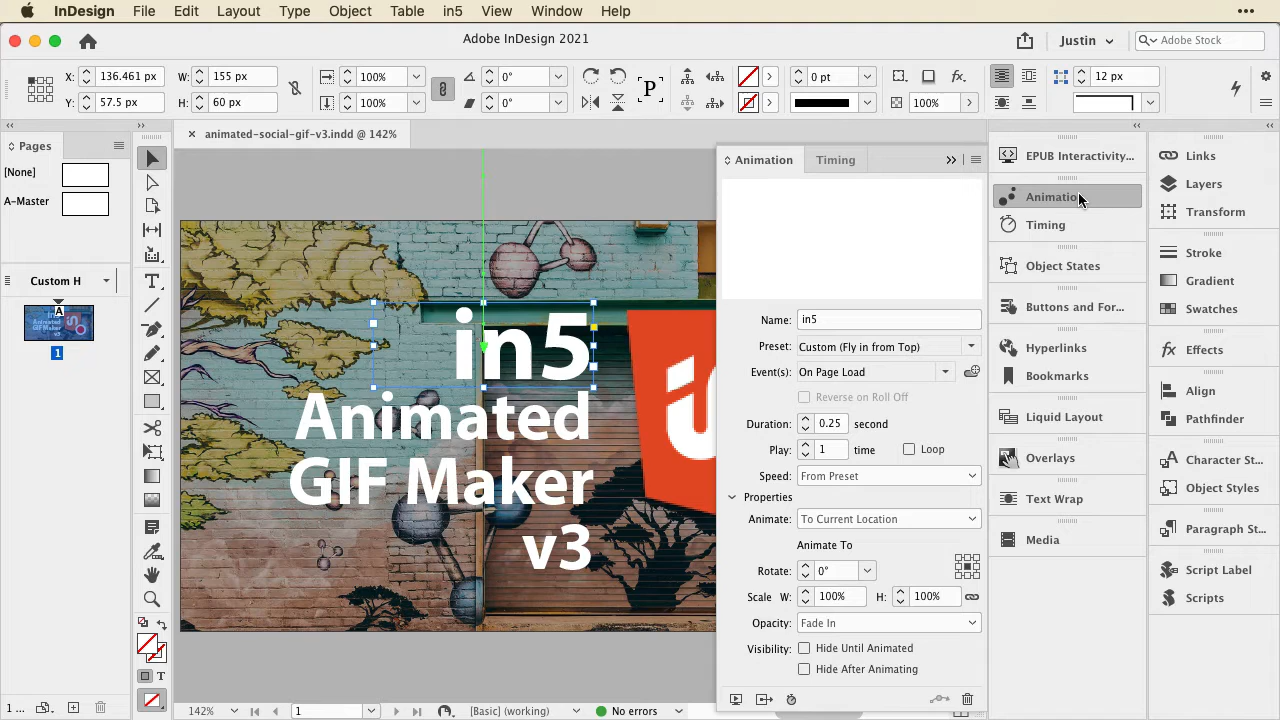 InDesign File Edit Layout Type Object Table in5 View Window Help
Adobe InDesign 2021
Justin
Adobe Stock
X: 136.461 px W: 155 px 100% 0° P 0 pt fx. 12 px
Y: 57.5 px H: 60 px 100% 0° 100%
Pages
[None]
A-Master
Custom H
A
1
1 ...
× animated-social-gif-v3.indd @ 142%
in5
Animated
GIF Maker
v3
142% 1 [Basic] (working) No errors
Animation Timing
Name: in5
Preset: Custom (Fly in from Top)
Event(s): On Page Load
Reverse on Roll Off
Duration: 0.25 second
Play: 1 time Loop
Speed: From Preset
Properties
Animate: To Current Location
Animate To
Rotate: 0°
Scale W: 100% H: 100%
Opacity: Fade In
Visibility: Hide Until Animated
Hide After Animating
EPUB Interactivity...
Animation
Timing
Object States
Buttons and For...
Hyperlinks
Bookmarks
Liquid Layout
Overlays
Text Wrap
Media
Links
Layers
Transform
Stroke
Gradient
Swatches
Effects
Align
Pathfinder
Character St...
Object Styles
Paragraph St...
Script Label
Scripts